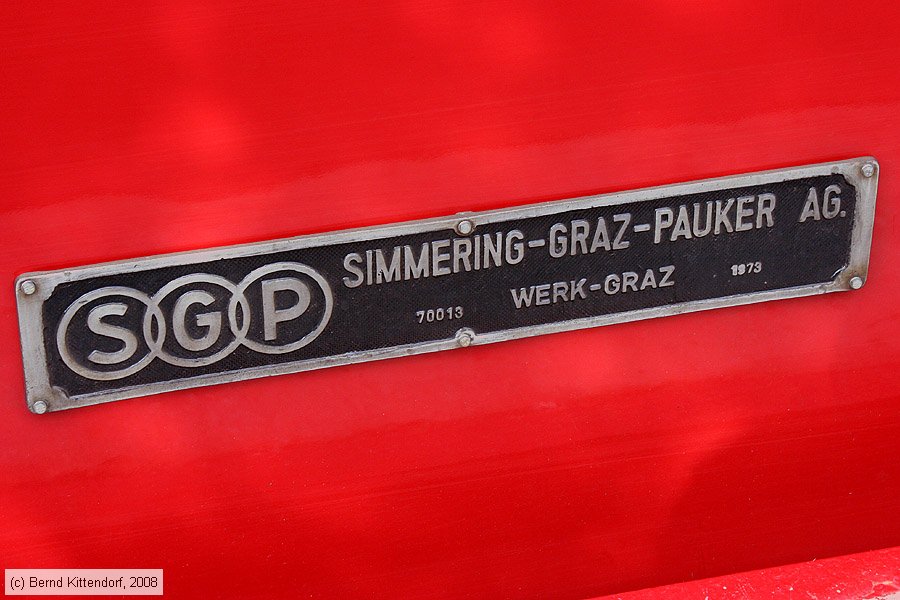 SGP
SIMMERING-GRAZ-PAUKER AG.
70013 WERK-GRAZ 1973
(c) Bernd Kittendorf, 2008